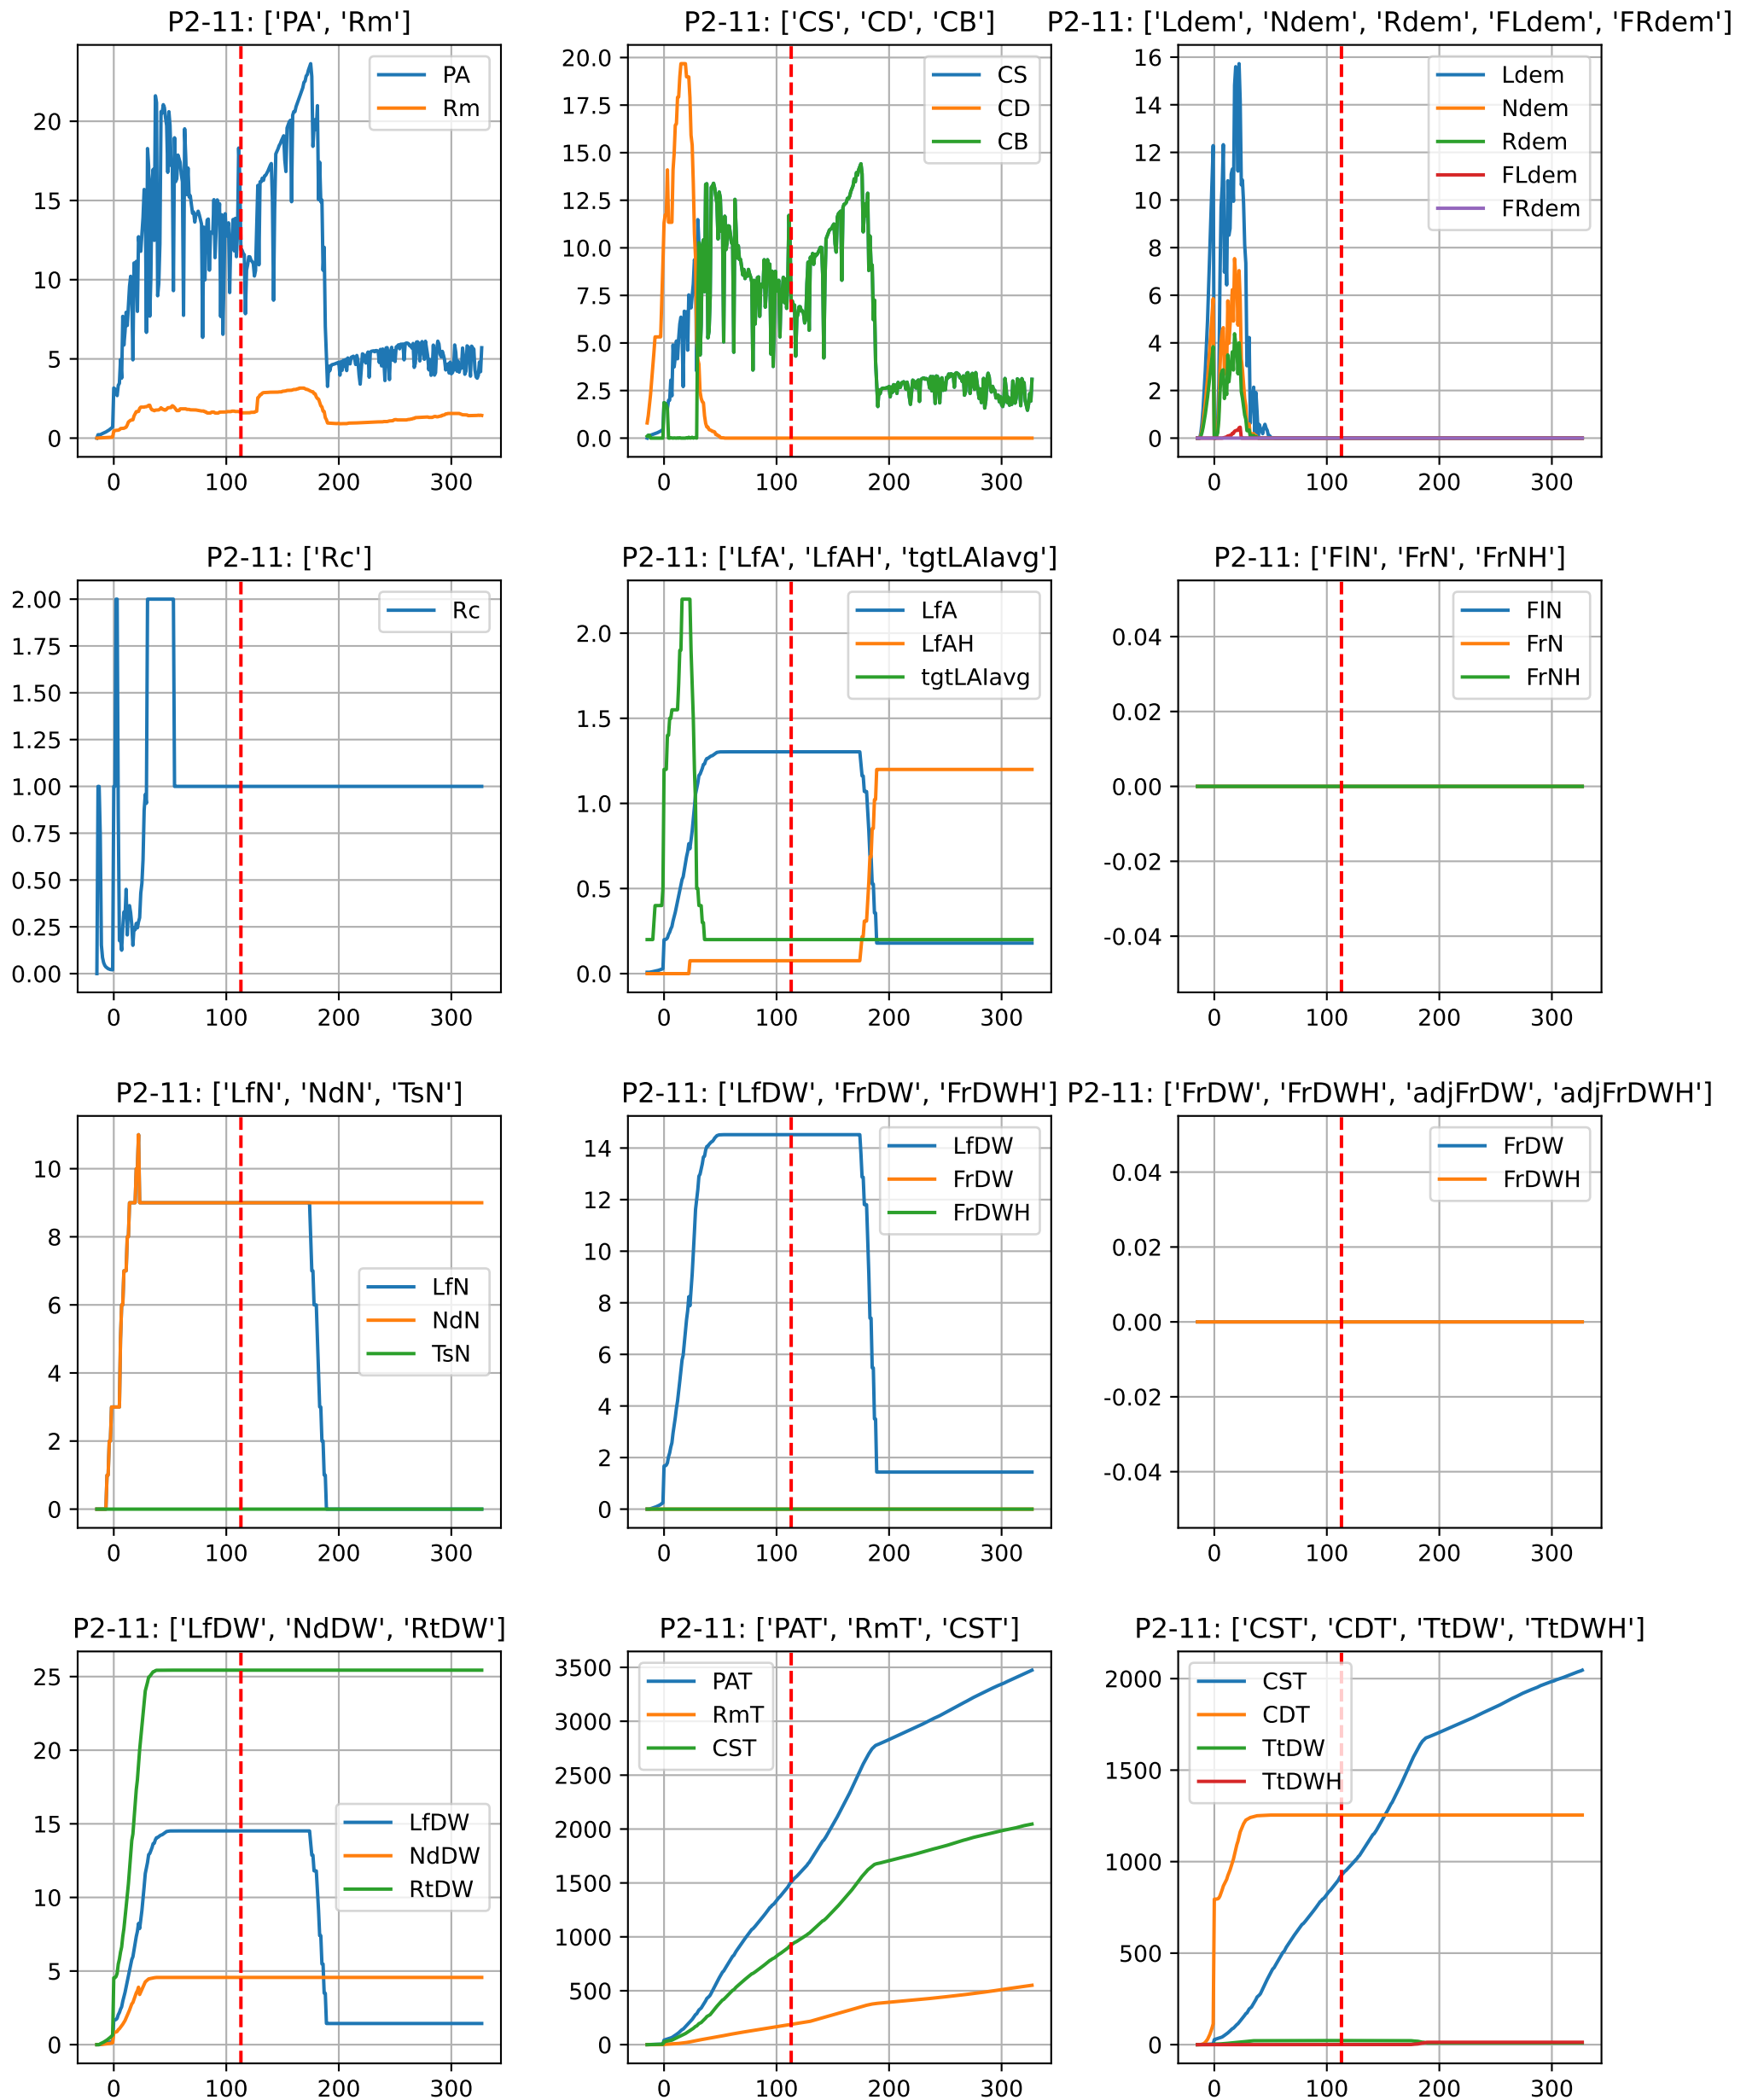 P2-11: ['PA', 'Rm']
PA
Rm
20
15
10
5
0
0 100 200 300
P2-11: ['CS', 'CD', 'CB']
CS
CD
CB
20.0
17.5
15.0
12.5
10.0
7.5
5.0
2.5
0.0
0 100 200 300
P2-11: ['Ldem', 'Ndem', 'Rdem', 'FLdem', 'FRdem']
Ldem
Ndem
Rdem
FLdem
FRdem
16
14
12
10
8
6
4
2
0
0 100 200 300
P2-11: ['Rc']
Rc
2.00
1.75
1.50
1.25
1.00
0.75
0.50
0.25
0.00
0 100 200 300
P2-11: ['LfA', 'LfAH', 'tgtLAIavg']
LfA
LfAH
tgtLAIavg
2.0
1.5
1.0
0.5
0.0
0 100 200 300
P2-11: ['FlN', 'FrN', 'FrNH']
FlN
FrN
FrNH
0.04
0.02
0.00
-0.02
-0.04
0 100 200 300
P2-11: ['LfN', 'NdN', 'TsN']
LfN
NdN
TsN
10
8
6
4
2
0
0 100 200 300
P2-11: ['LfDW', 'FrDW', 'FrDWH']
LfDW
FrDW
FrDWH
14
12
10
8
6
4
2
0
0 100 200 300
P2-11: ['FrDW', 'FrDWH', 'adjFrDW', 'adjFrDWH']
FrDW
FrDWH
0.04
0.02
0.00
-0.02
-0.04
0 100 200 300
P2-11: ['LfDW', 'NdDW', 'RtDW']
LfDW
NdDW
RtDW
25
20
15
10
5
0
0 100 200 300
P2-11: ['PAT', 'RmT', 'CST']
PAT
RmT
CST
3500
3000
2500
2000
1500
1000
500
0
0 100 200 300
P2-11: ['CST', 'CDT', 'TtDW', 'TtDWH']
CST
CDT
TtDW
TtDWH
2000
1500
1000
500
0
0 100 200 300